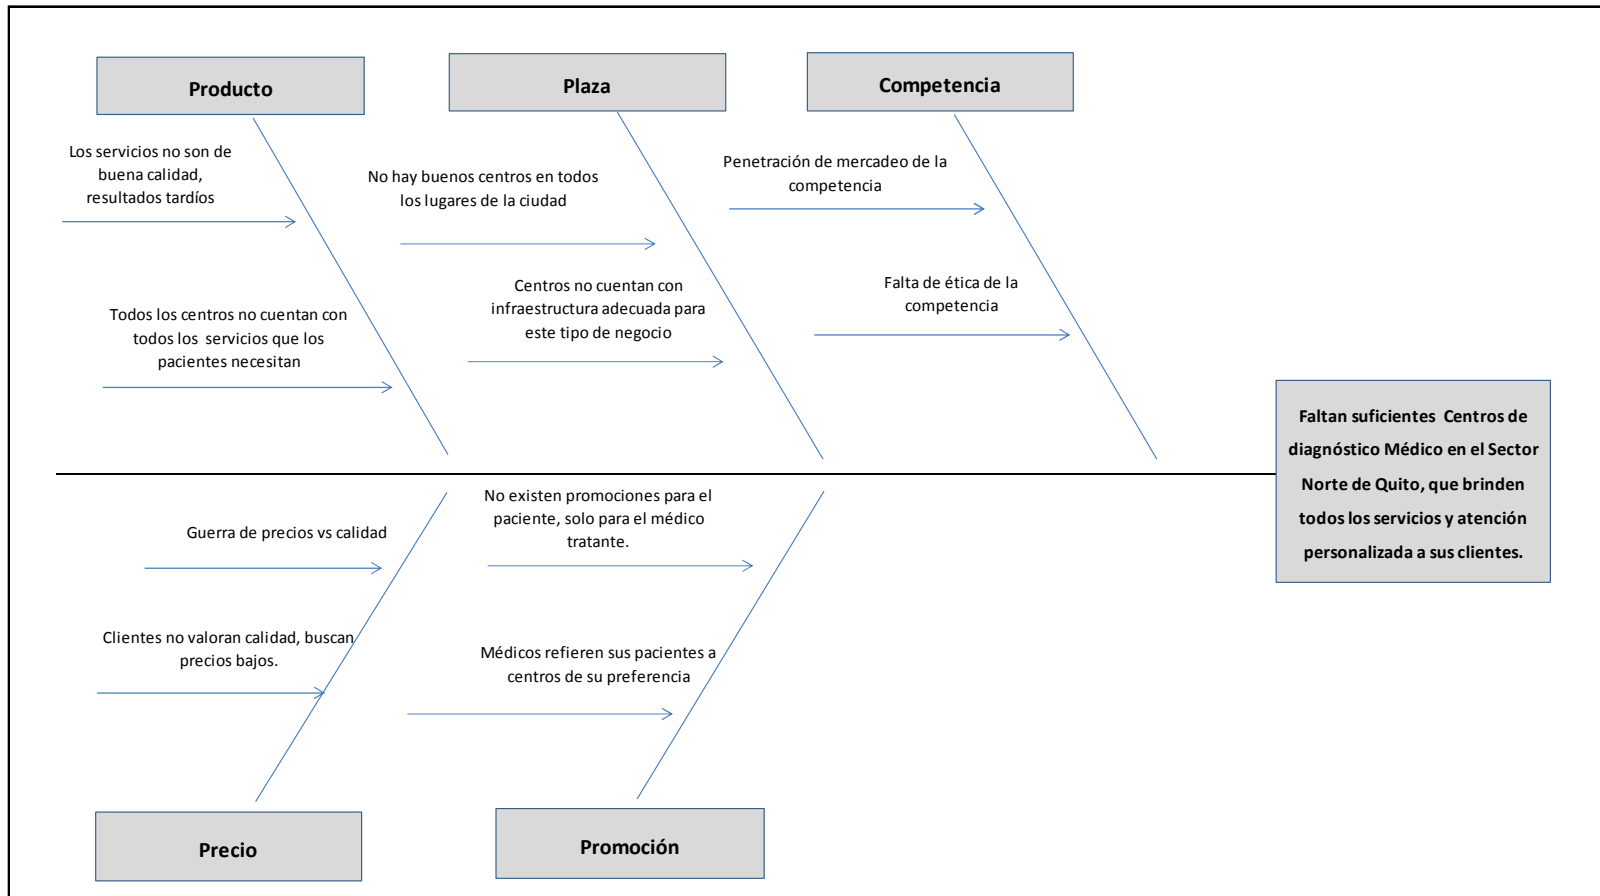 Producto
Plaza
Competencia
Los servicios no son de
buena calidad,
resultados tardíos
No hay buenos centros en todos
los lugares de la ciudad
Penetración de mercadeo de la
competencia
Todos los centros no cuentan con
todos los servicios que los
pacientes necesitan
Centros no cuentan con
infraestructura adecuada para
este tipo de negocio
Falta de ética de la
competencia
Faltan suficientes Centros de
diagnóstico Médico en el Sector
Norte de Quito, que brinden
todos los servicios y atención
personalizada a sus clientes.
Guerra de precios vs calidad
No existen promociones para el
paciente, solo para el médico
tratante.
Clientes no valoran calidad, buscan
precios bajos.
Médicos refieren sus pacientes a
centros de su preferencia
Precio
Promoción